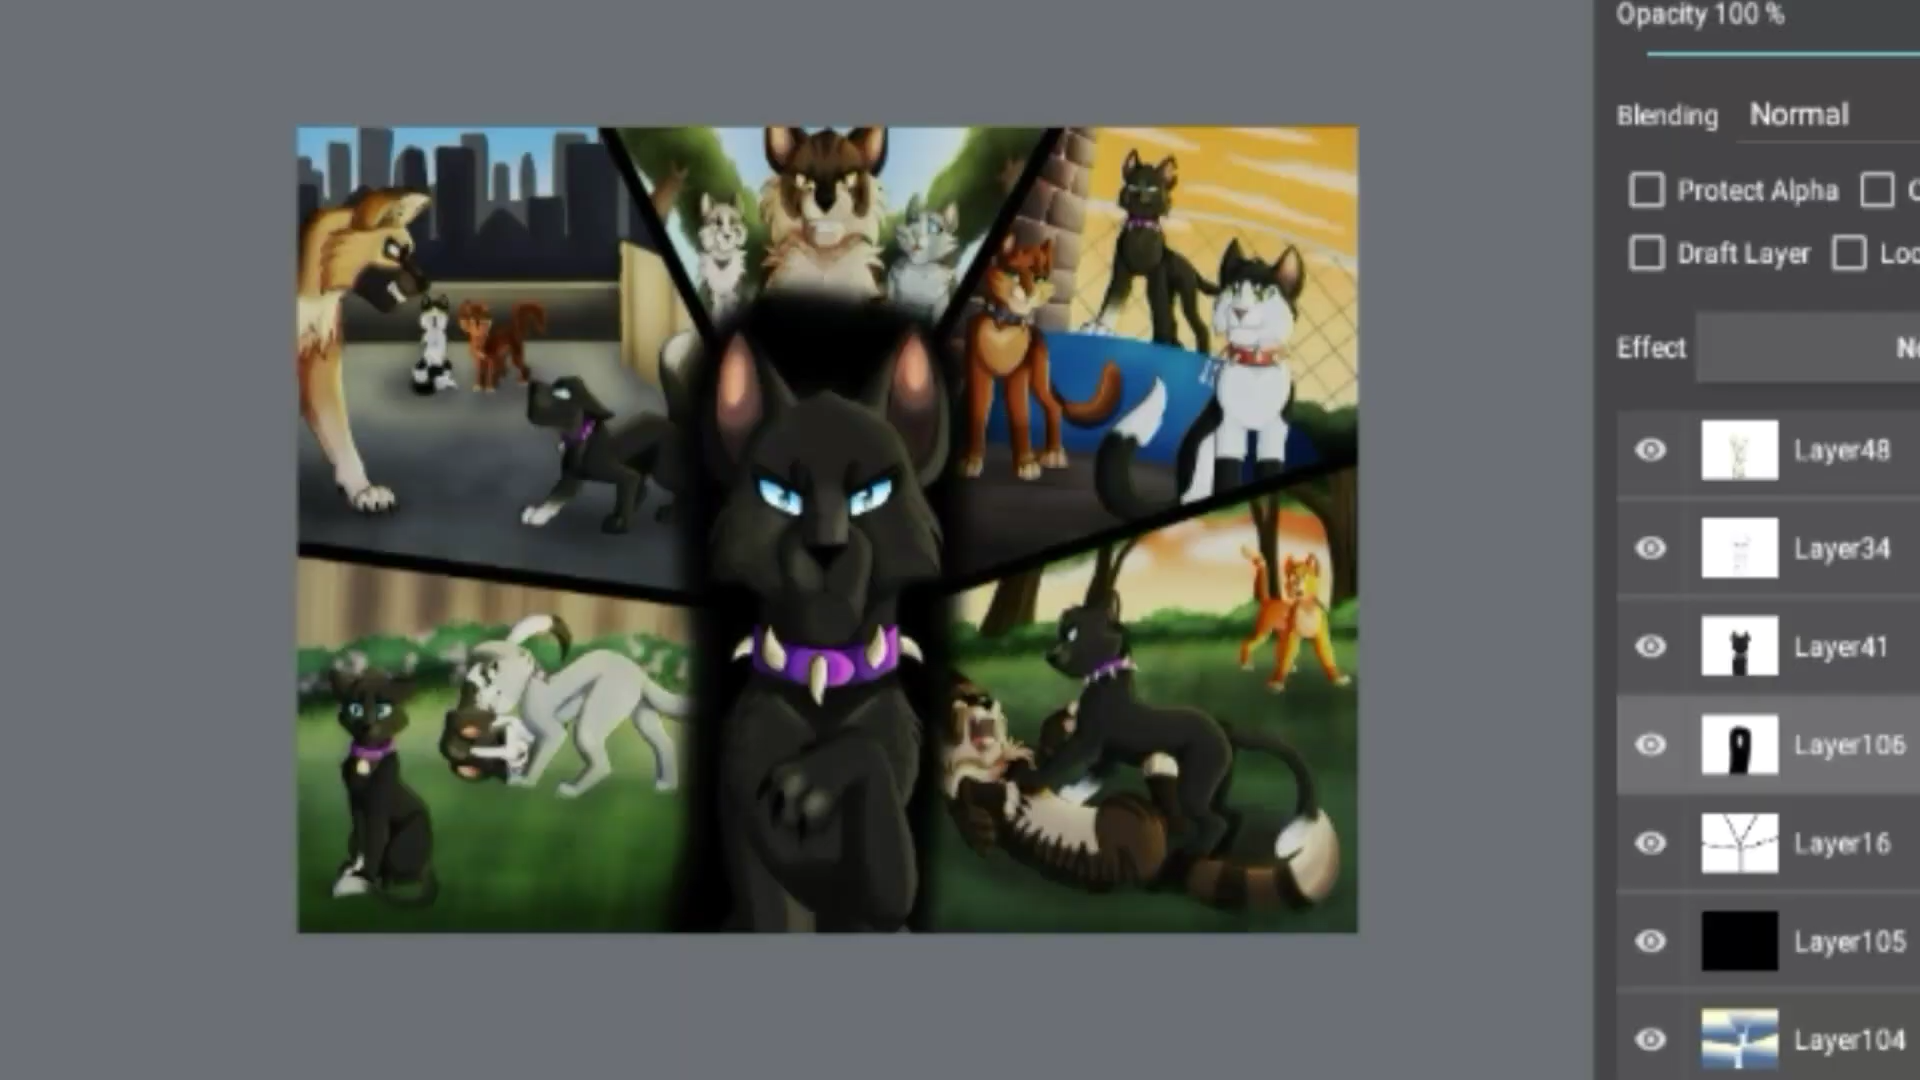 Opacity 100 %
Blending Normal
Protect Alpha
Draft Layer
Effect
Layer48
Layer34
Layer41
Layer106
Layer16
Layer105
Layer104